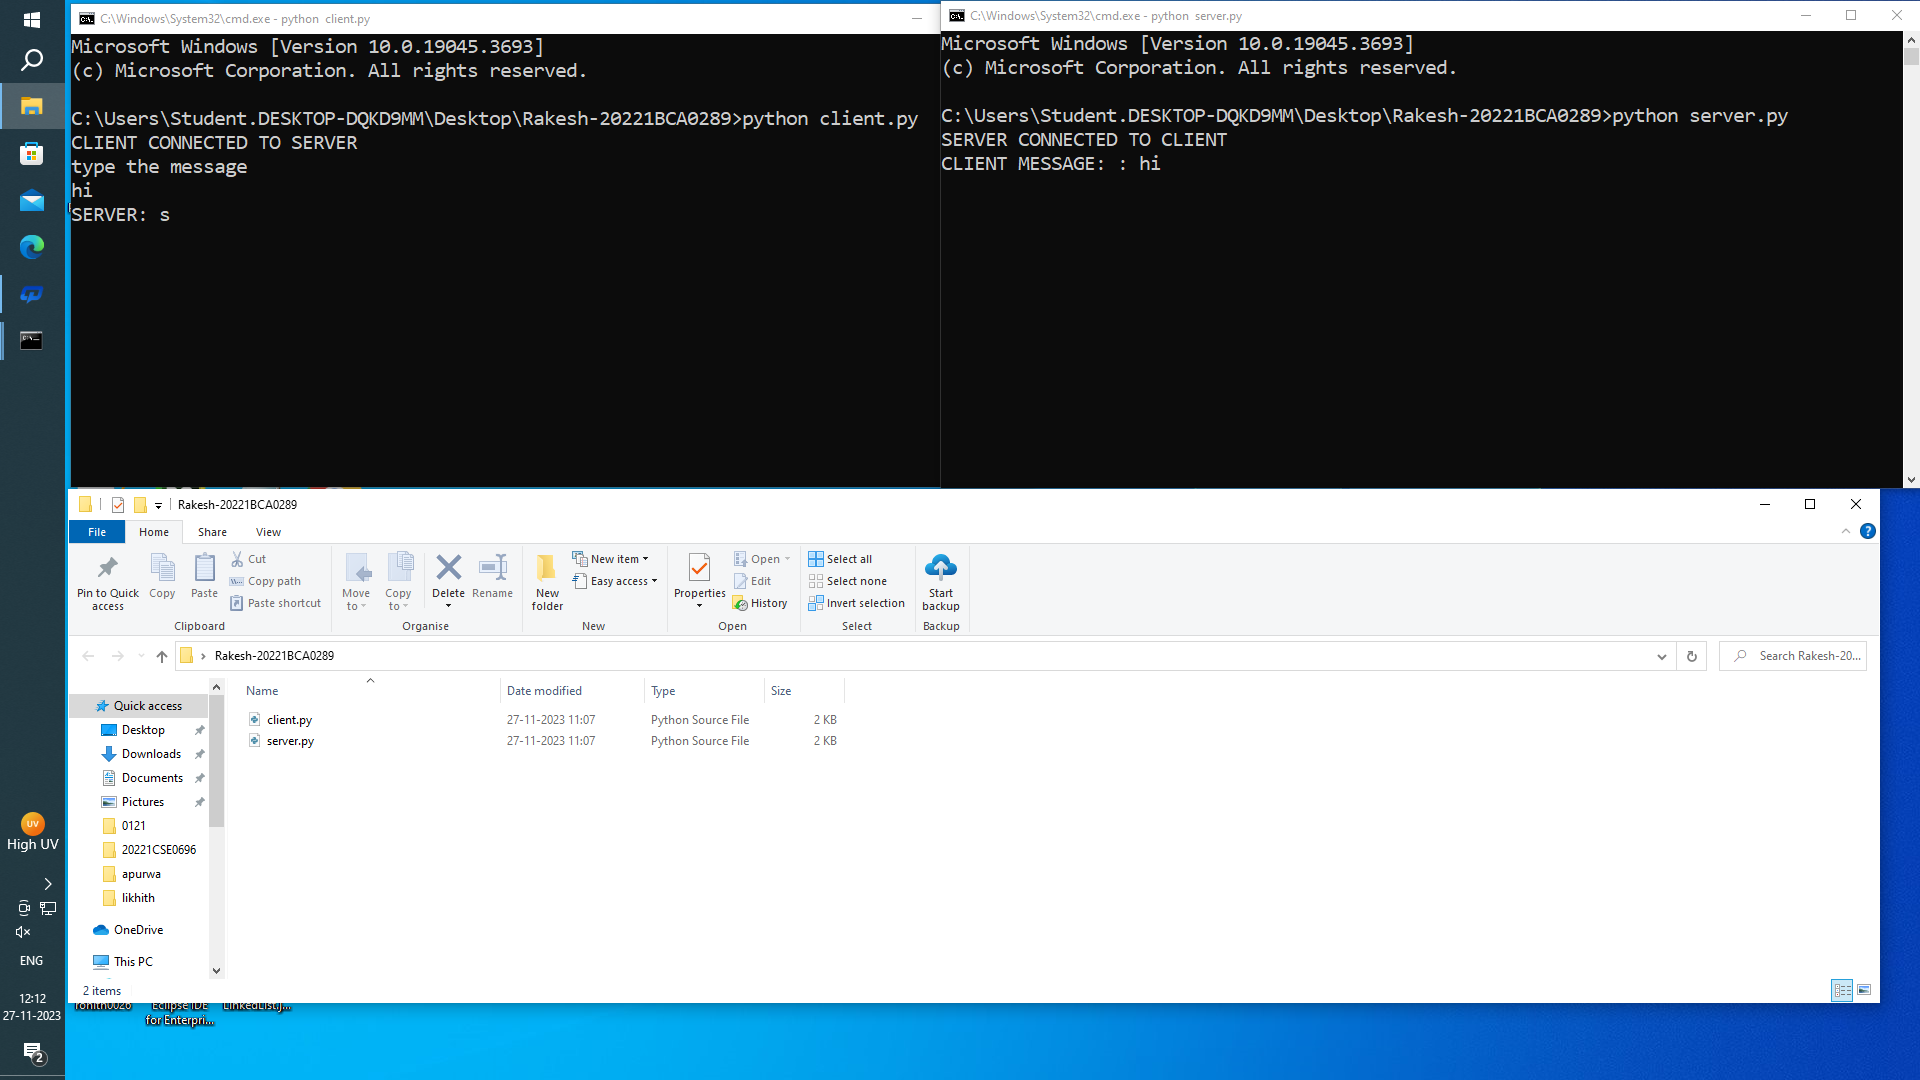 C:\Windows\System32\cmd.exe - python  client.py
Microsoft Windows [Version 10.0.19045.3693]
(c) Microsoft Corporation. All rights reserved.
C:\Users\Student.DESKTOP-DQKD9MM\Desktop\Rakesh-20221BCA0289>python client.py
CLIENT CONNECTED TO SERVER
type the message
hi
SERVER: s
C:\Windows\System32\cmd.exe - python  server.py
Microsoft Windows [Version 10.0.19045.3693]
(c) Microsoft Corporation. All rights reserved.
C:\Users\Student.DESKTOP-DQKD9MM\Desktop\Rakesh-20221BCA0289>python server.py
SERVER CONNECTED TO CLIENT
CLIENT MESSAGE: : hi
Rakesh-20221BCA0289
File Home Share View
Pin to Quick access
Copy
Paste
Cut
Copy path
Paste shortcut
Clipboard
Move to
Copy to
Delete
Rename
Organise
New folder
New item
Easy access
New
Properties
Open
Edit
History
Open
Select all
Select none
Invert selection
Select
Start backup
Backup
Rakesh-20221BCA0289
Search Rakesh-20...
Name Date modified Type Size
client.py 27-11-2023 11:07 Python Source File 2 KB
server.py 27-11-2023 11:07 Python Source File 2 KB
Quick access
Desktop
Downloads
Documents
Pictures
0121
20221CSE0696
apurwa
likhith
OneDrive
This PC
2 items
rohith0026
Eclipse IDE
for Enterpri...
LinkedList.j...
UV
High UV
ENG
12:12
27-11-2023
2